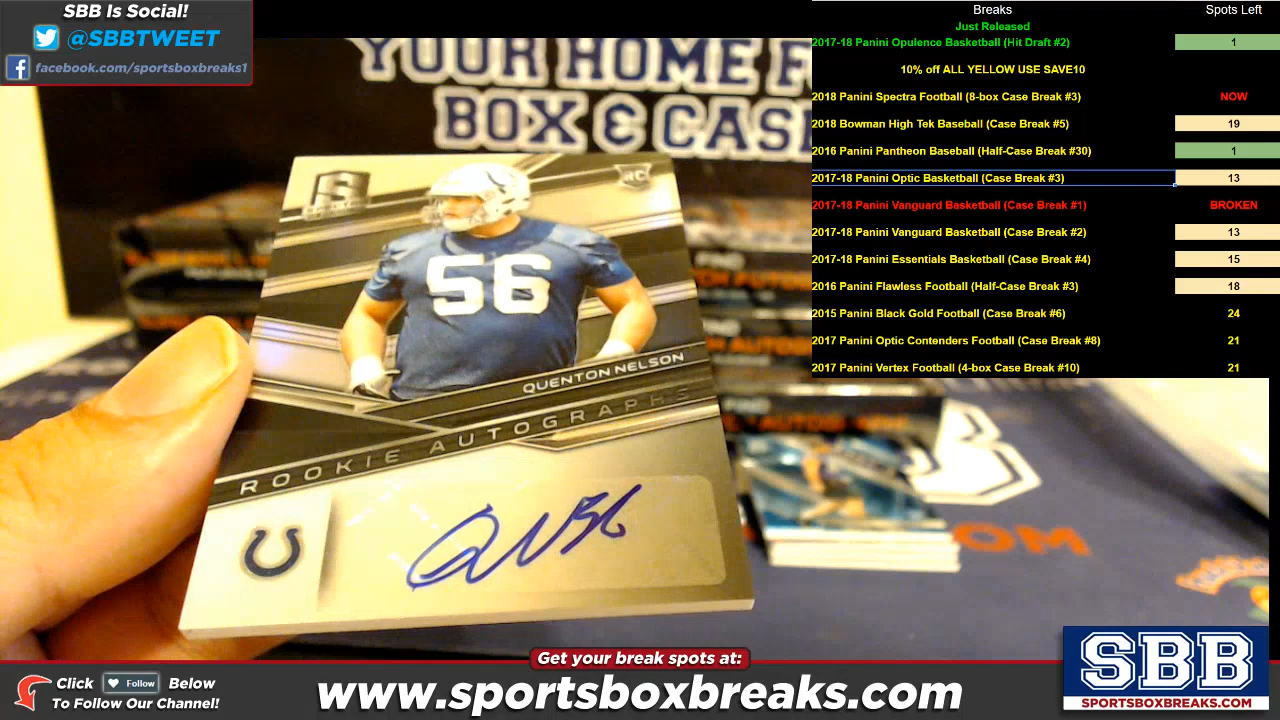 SBB Is Social!
@SBBTWEET
facebook.com/sportsboxbreaks1
YOUR HOME F
BOX & CAS
Breaks Spots Left
Just Released
2017-18 Panini Opulence Basketball (Hit Draft #2) 1
10% off ALL YELLOW USE SAVE10
2018 Panini Spectra Football (8-box Case Break #3) NOW
2018 Bowman High Tek Baseball (Case Break #5) 19
2016 Panini Pantheon Baseball (Half-Case Break #30) 1
2017-18 Panini Optic Basketball (Case Break #3) 13
2017-18 Panini Vanguard Basketball (Case Break #1) BROKEN
2017-18 Panini Vanguard Basketball (Case Break #2) 13
2017-18 Panini Essentials Basketball (Case Break #4) 15
2016 Panini Flawless Football (Half-Case Break #3) 18
2015 Panini Black Gold Football (Case Break #6) 24
2017 Panini Optic Contenders Football (Case Break #8) 21
2017 Panini Vertex Football (4-box Case Break #10) 21
RC
56
QUENTON NELSON
ROOKIE AUTOGRAPHS
OM
Get your break spots at:
www.sportsboxbreaks.com
Click Follow Below
To Follow Our Channel!
SBB
SPORTSBOXBREAKS.COM